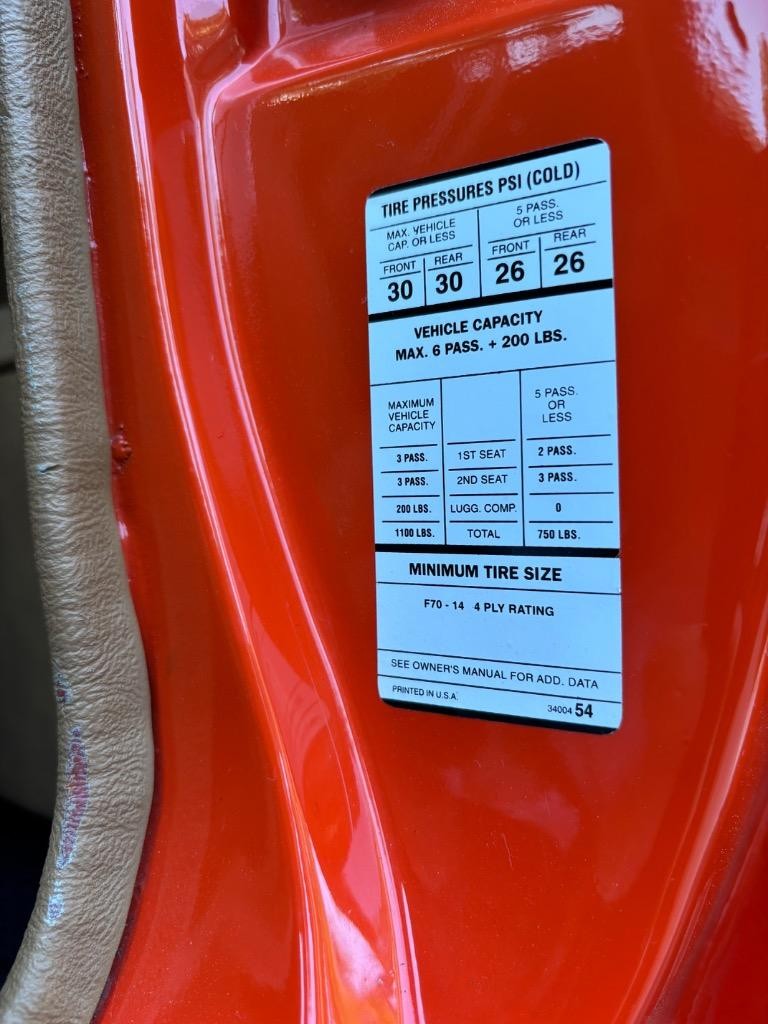 TIRE PRESSURES PSI (COLD)
MAX. VEHICLE CAP. OR LESS
5 PASS. OR LESS
FRONT REAR FRONT REAR
30 30 26 26
VEHICLE CAPACITY
MAX. 6 PASS. + 200 LBS.
MAXIMUM VEHICLE CAPACITY
5 PASS. OR LESS
3 PASS. 1ST SEAT 2 PASS.
3 PASS. 2ND SEAT 3 PASS.
200 LBS. LUGG. COMP. 0
1100 LBS. TOTAL 750 LBS.
MINIMUM TIRE SIZE
F70 - 14 4 PLY RATING
SEE OWNER'S MANUAL FOR ADD. DATA
PRINTED IN U.S.A. 34004 54